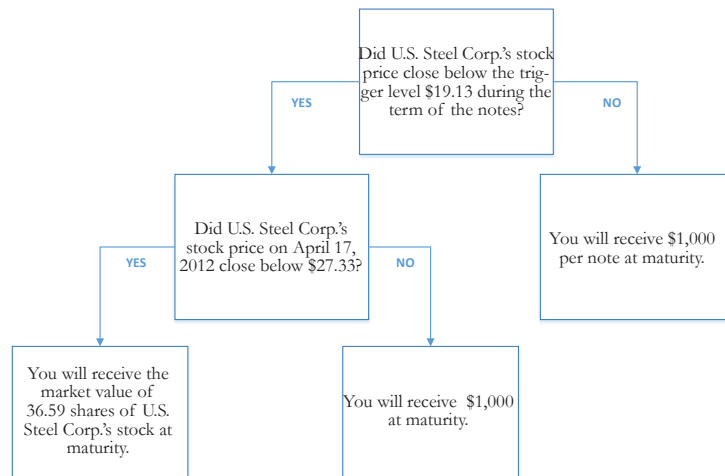 Did U.S. Steel Corp.'s stock
price close below the trig-
ger level $19.13 during the
term of the notes?
YES
NO
Did U.S. Steel Corp.'s
stock price on April 17,
2012 close below $27.33?
You will receive $1,000
per note at maturity.
YES
NO
You will receive the
market value of
36.59 shares of U.S.
Steel Corp.'s stock at
maturity.
You will receive $1,000
at maturity.